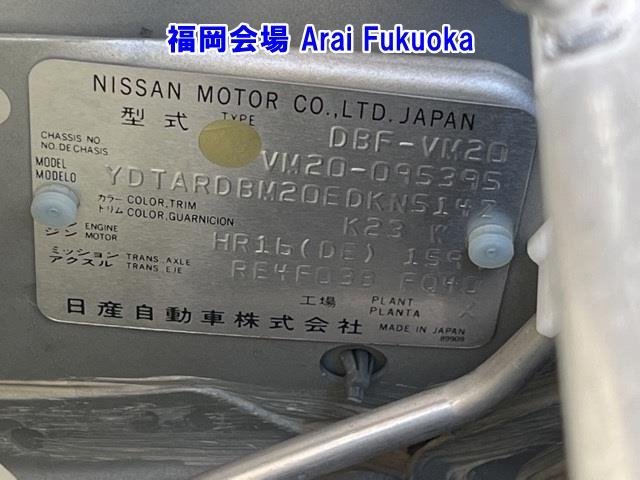 福岡会場 Arai Fukuoka
NISSAN MOTOR CO.,LTD. JAPAN
型式 TYPE DBF-VM20
CHASSIS NO. NO. DE CHASIS VM20-095395
MODEL MODELO YDTARDBM20EDKNS14Z
カラー COLOR, TRIM
トリム COLOR, GUARNICION K23 K
エンジン ENGINE MOTOR HR16(DE) 159
ミッション TRANS. AXLE
アクスル TRANS. EJE RE4F03B FQ40
工場 PLANT PLANTA X
日産自動車株式会社 MADE IN JAPAN
89909